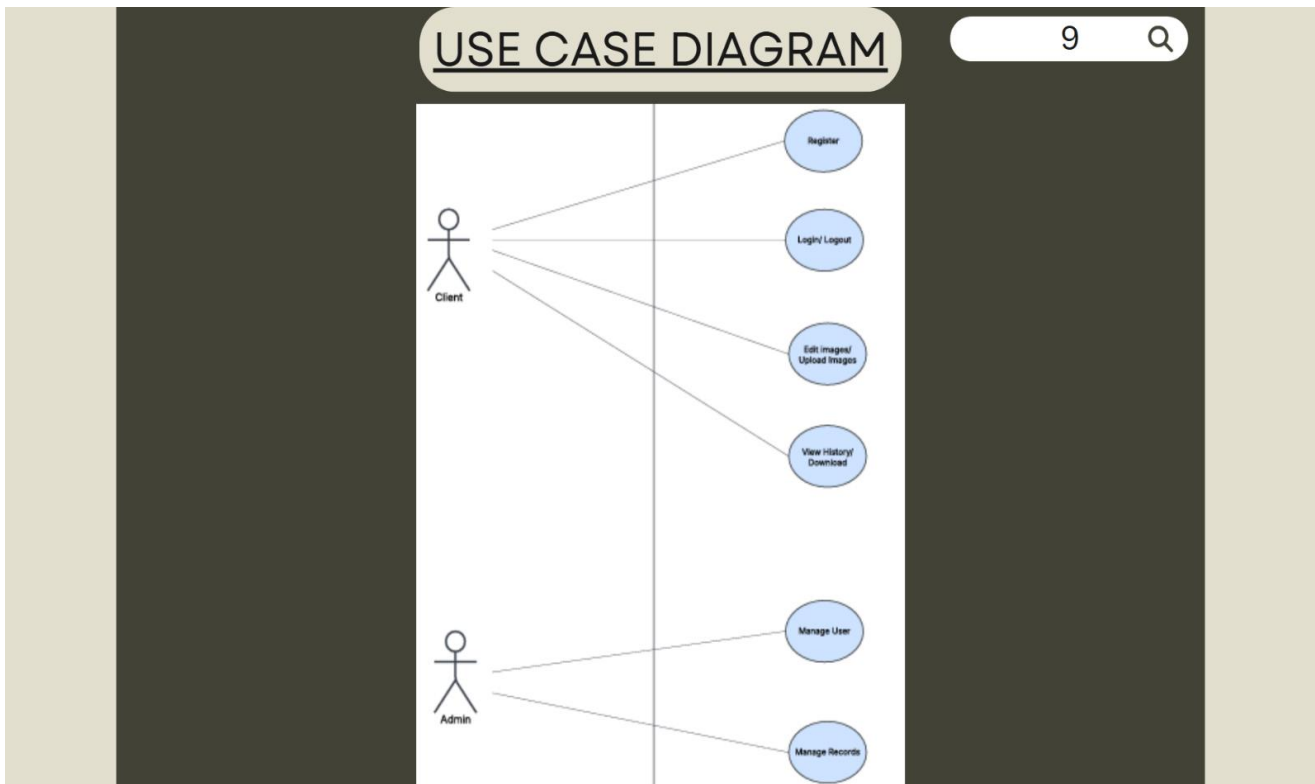 USE CASE DIAGRAM
9
Register
Login/ Logout
Client
Edit images/
Upload Images
View History/
Download
Manage User
Admin
Manage Records